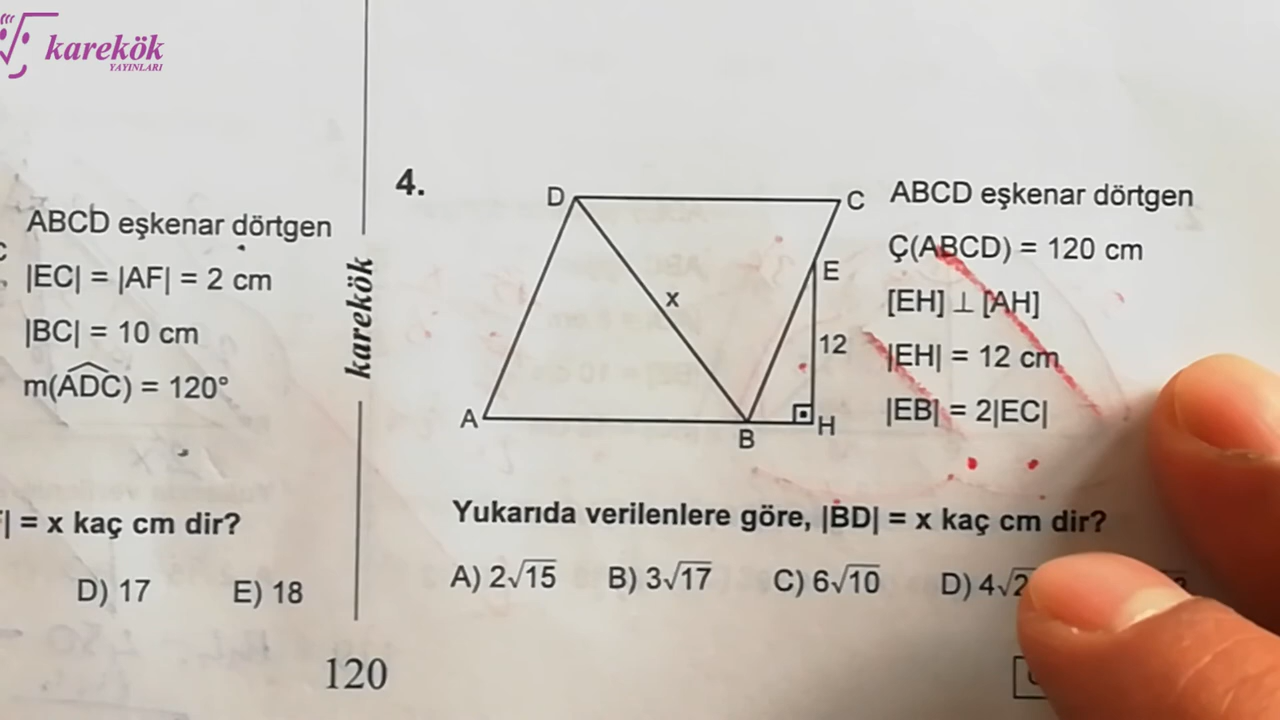 karekök
YAYINLARI
ABCD eşkenar dörtgen
|EC| = |AF| = 2 cm
|BC| = 10 cm
m(ADC) = 120°
| = x kaç cm dir?
D) 17
E) 18
karekök
120
4.
D
C
E
x
12
A
B
H
ABCD eşkenar dörtgen
Ç(ABCD) = 120 cm
[EH] ⊥ [AH]
|EH| = 12 cm
|EB| = 2|EC|
Yukarıda verilenlere göre, |BD| = x kaç cm dir?
A) 2√15 B) 3√17 C) 6√10 D) 4√2